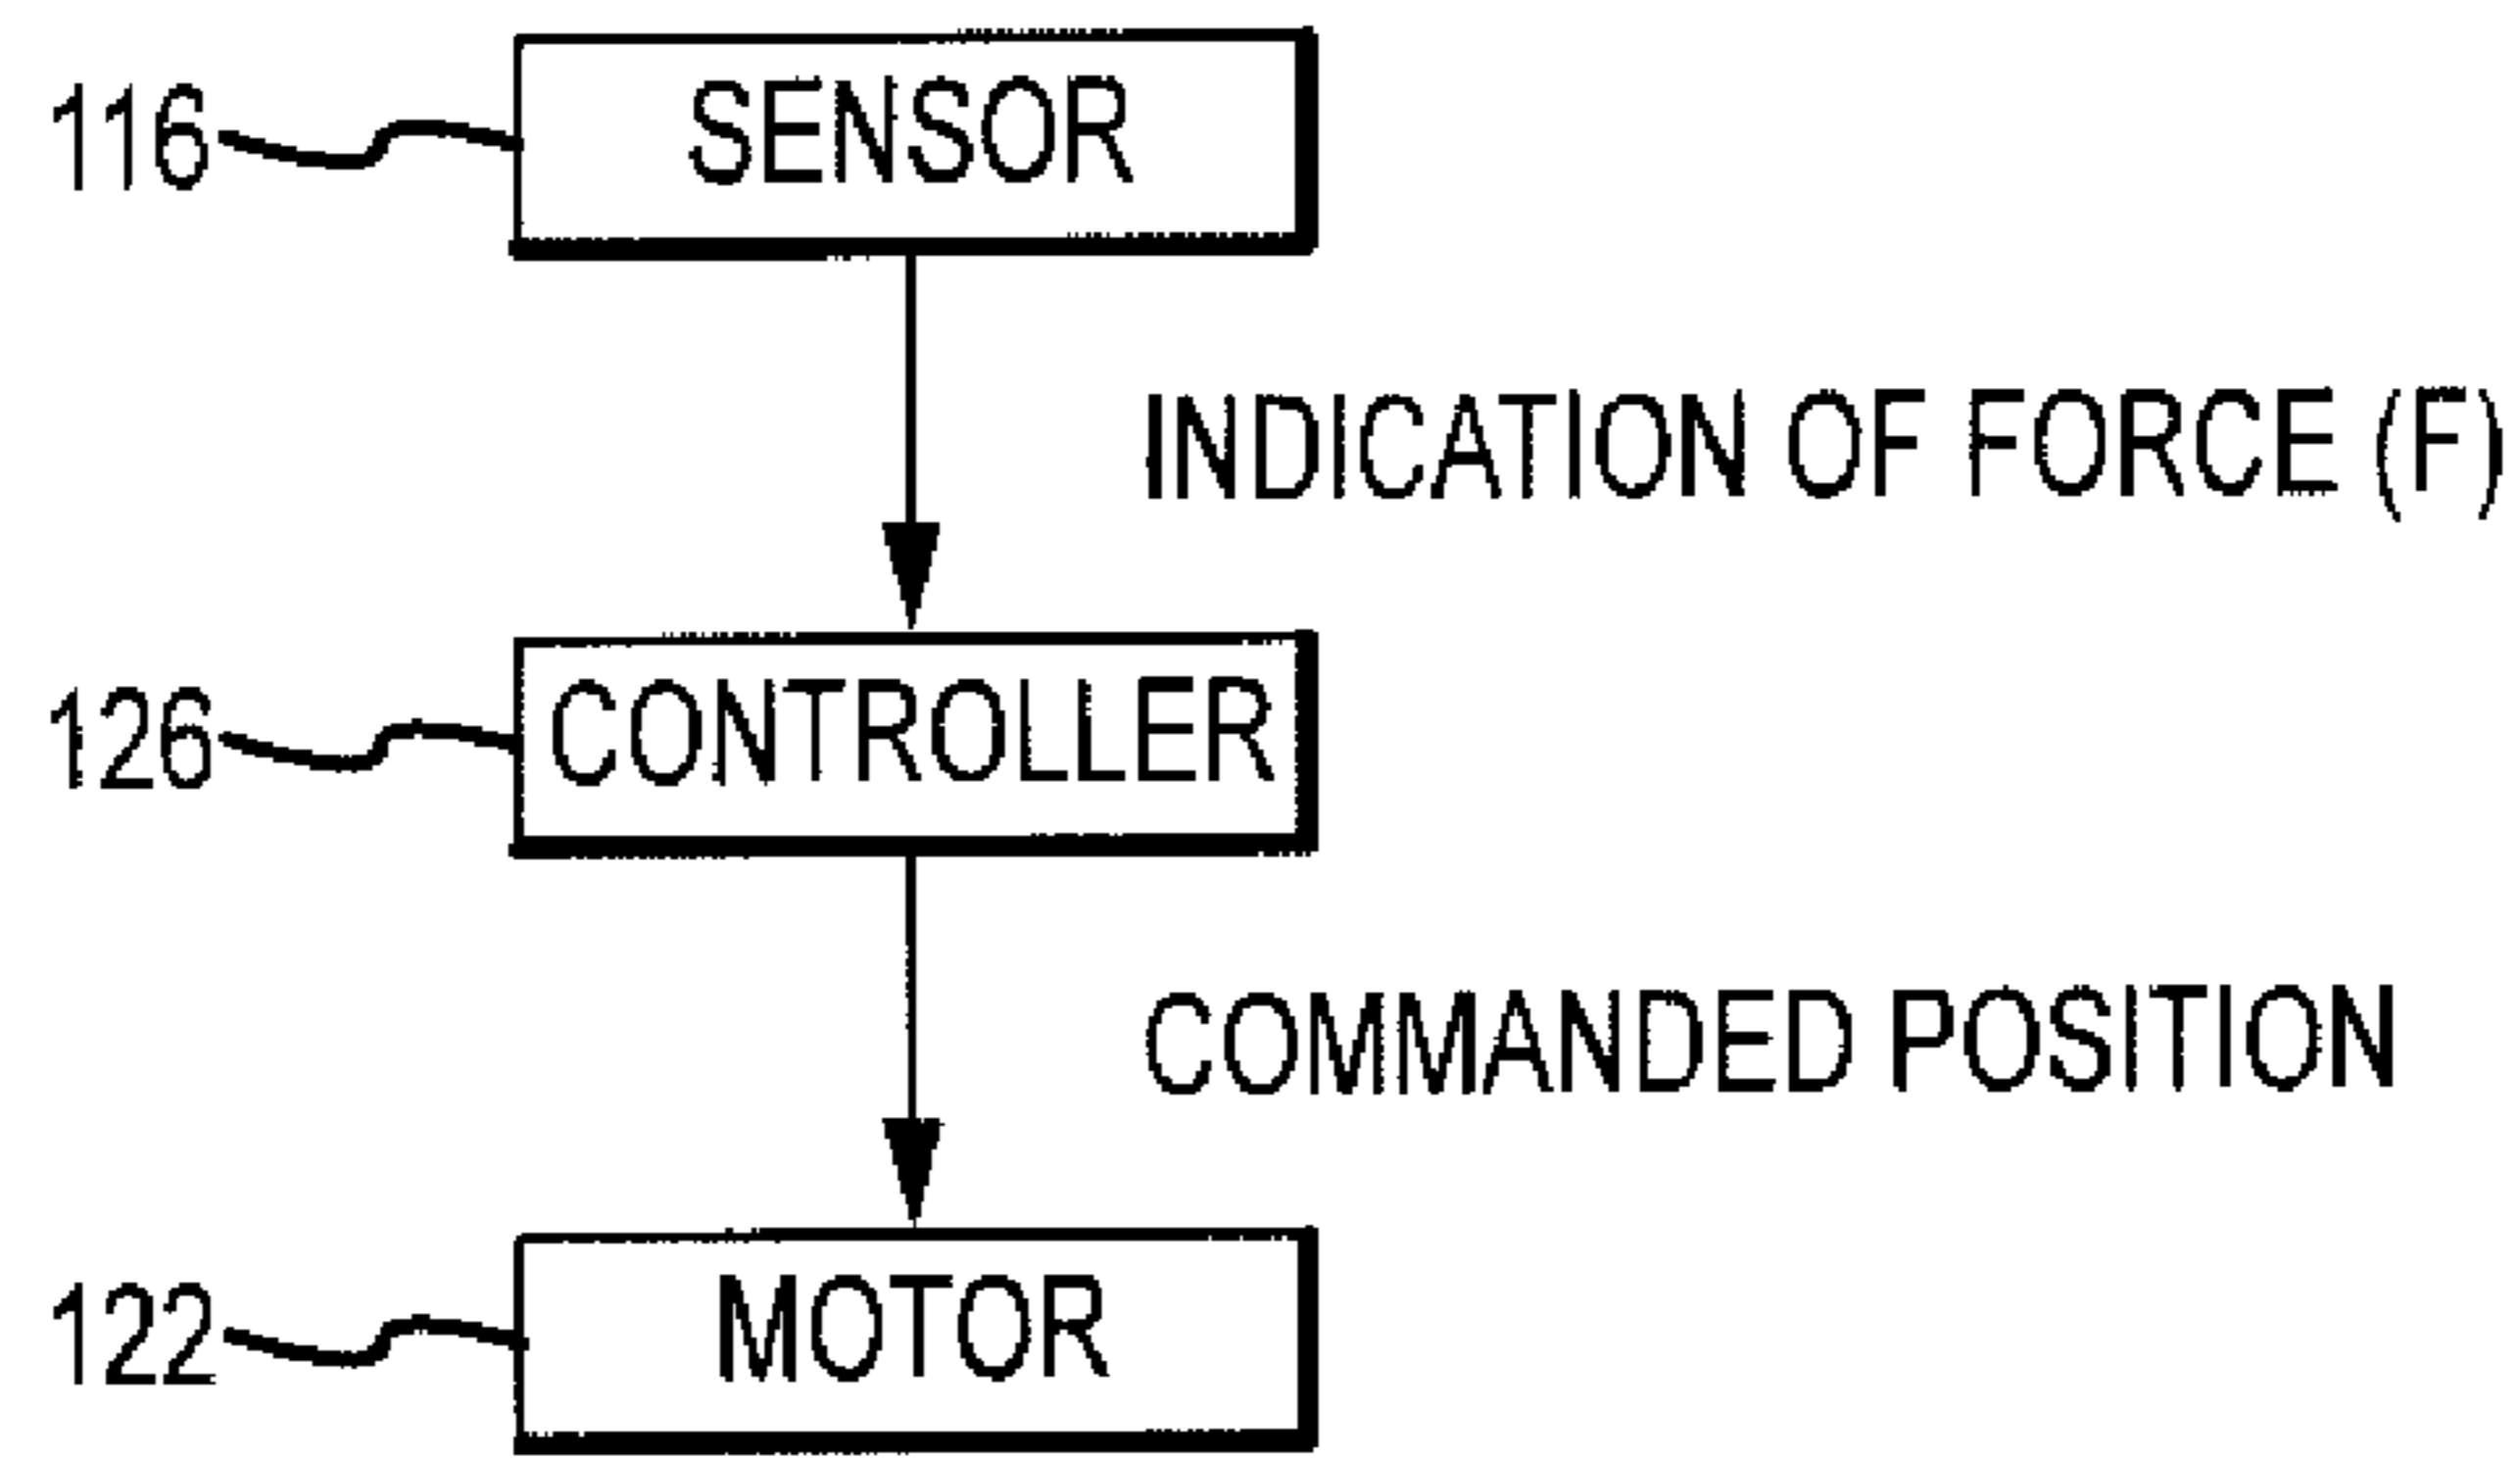 116 SENSOR
INDICATION OF FORCE (F)
126 CONTROLLER
COMMANDED POSITION
122 MOTOR